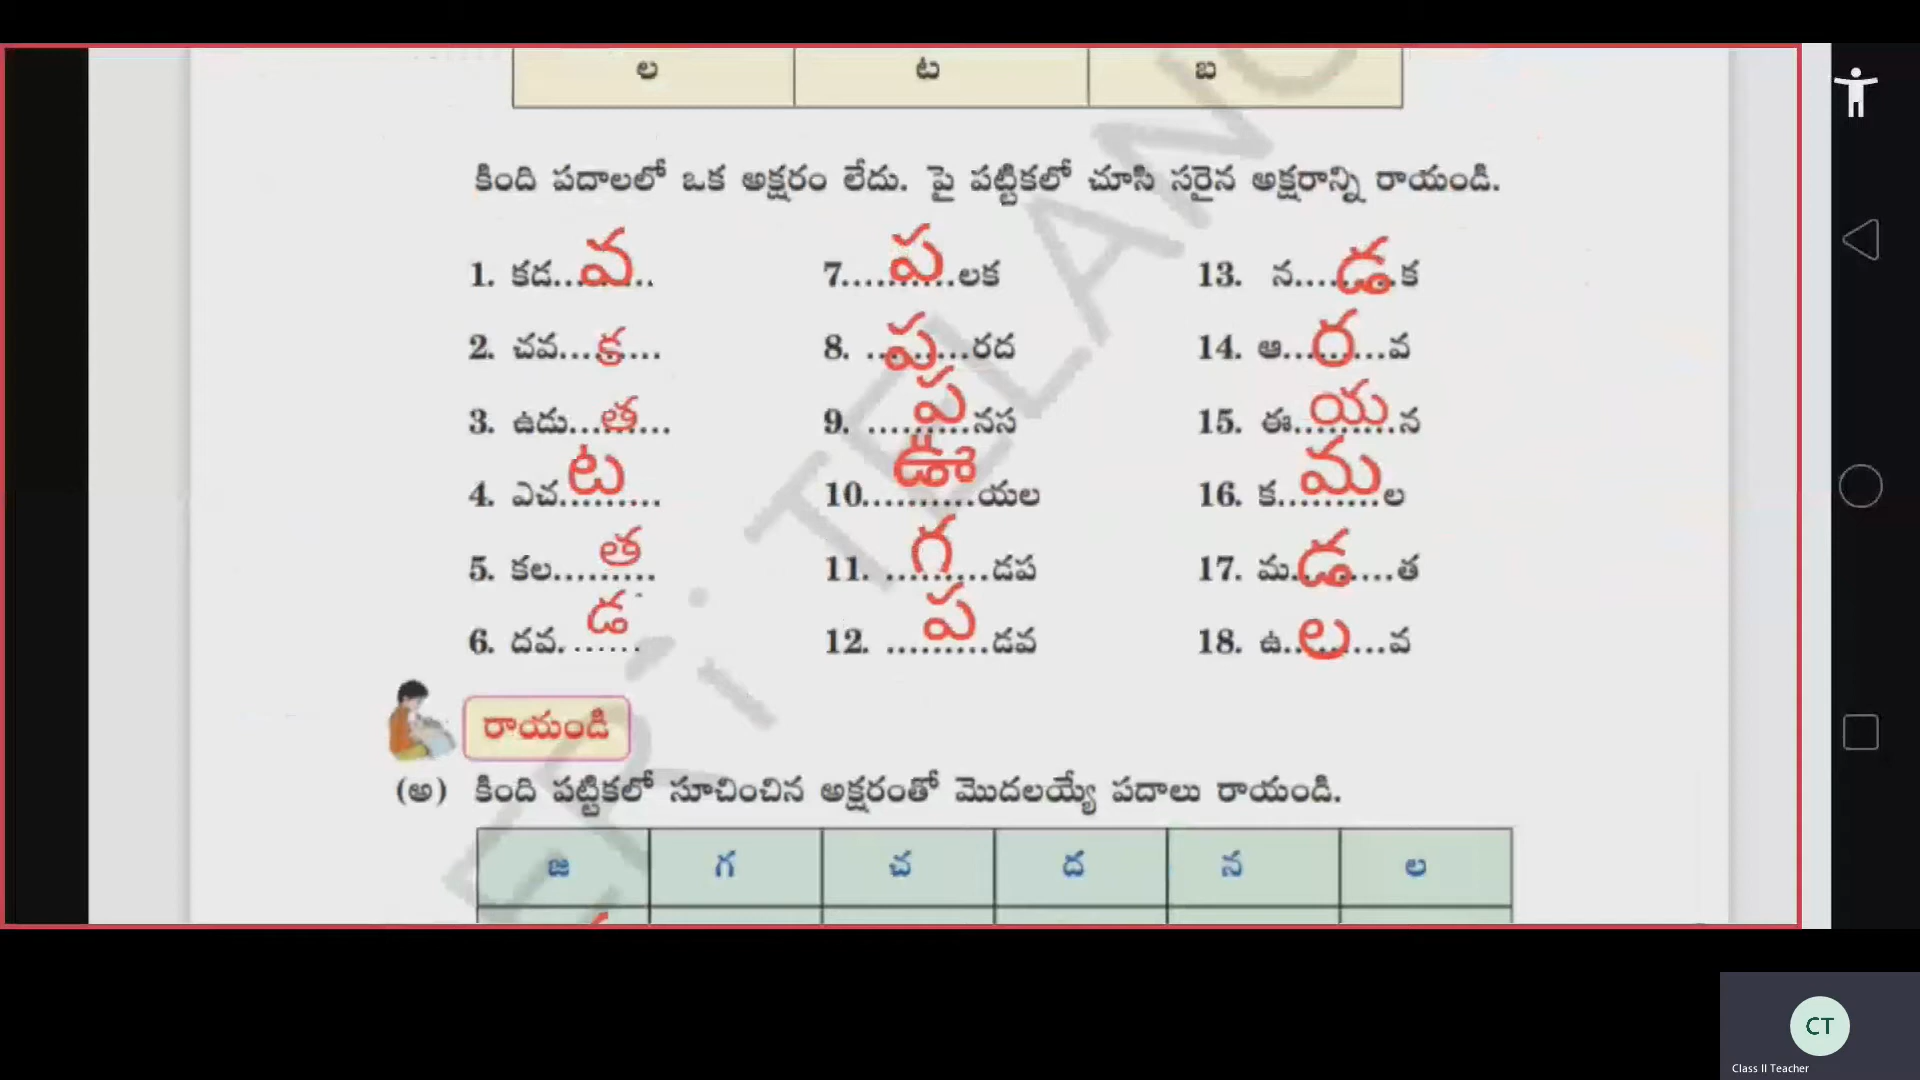 ల ట బ
కింది పదాలలో ఒక అక్షరం లేదు. పై పట్టికలో చూసి సరైన అక్షరాన్ని రాయండి.
1. కడ...వ... 7....ప....లక 13. న....డ.క
2. చవ...క... 8. ...ప...రద 14. ఆ...ర...వ
3. ఉదు...త... 9. ...ప...నస 15. ఈ...య...న
4. ఎచ...ట... 10....ఊ...యల 16. క...మ...ల
5. కల...త... 11. ...గ...డప 17. మ...డ...త
6. దవ...డ... 12. ...ప...డవ 18. ఉ...ల...వ
రాయండి
(అ) కింది పట్టికలో సూచించిన అక్షరంతో మొదలయ్యే పదాలు రాయండి.
జ గ చ ద న ల
CT
Class II Teacher